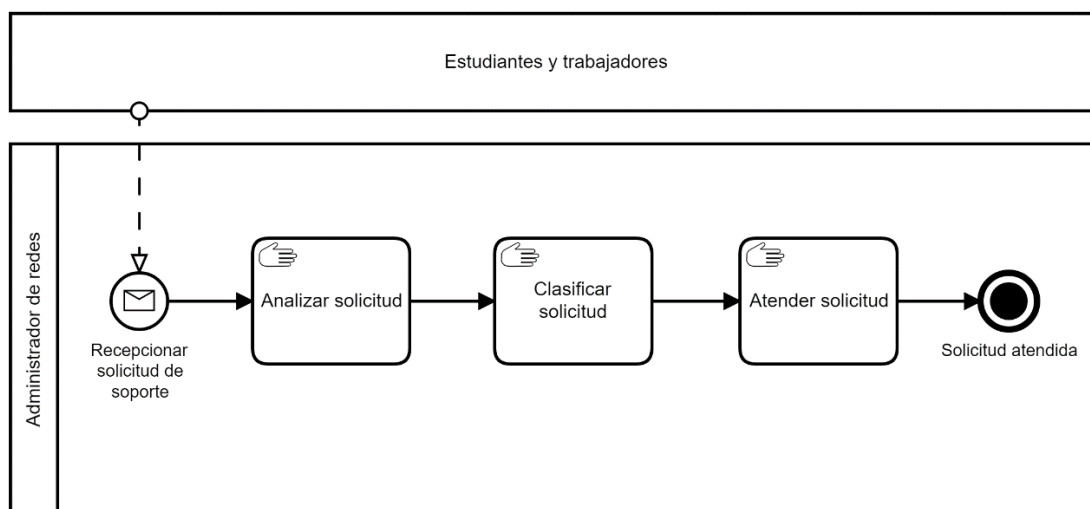 Estudiantes y trabajadores
Administrador de redes
Recepcionar
solicitud de
soporte
Analizar solicitud
Clasificar
solicitud
Atender solicitud
Solicitud atendida